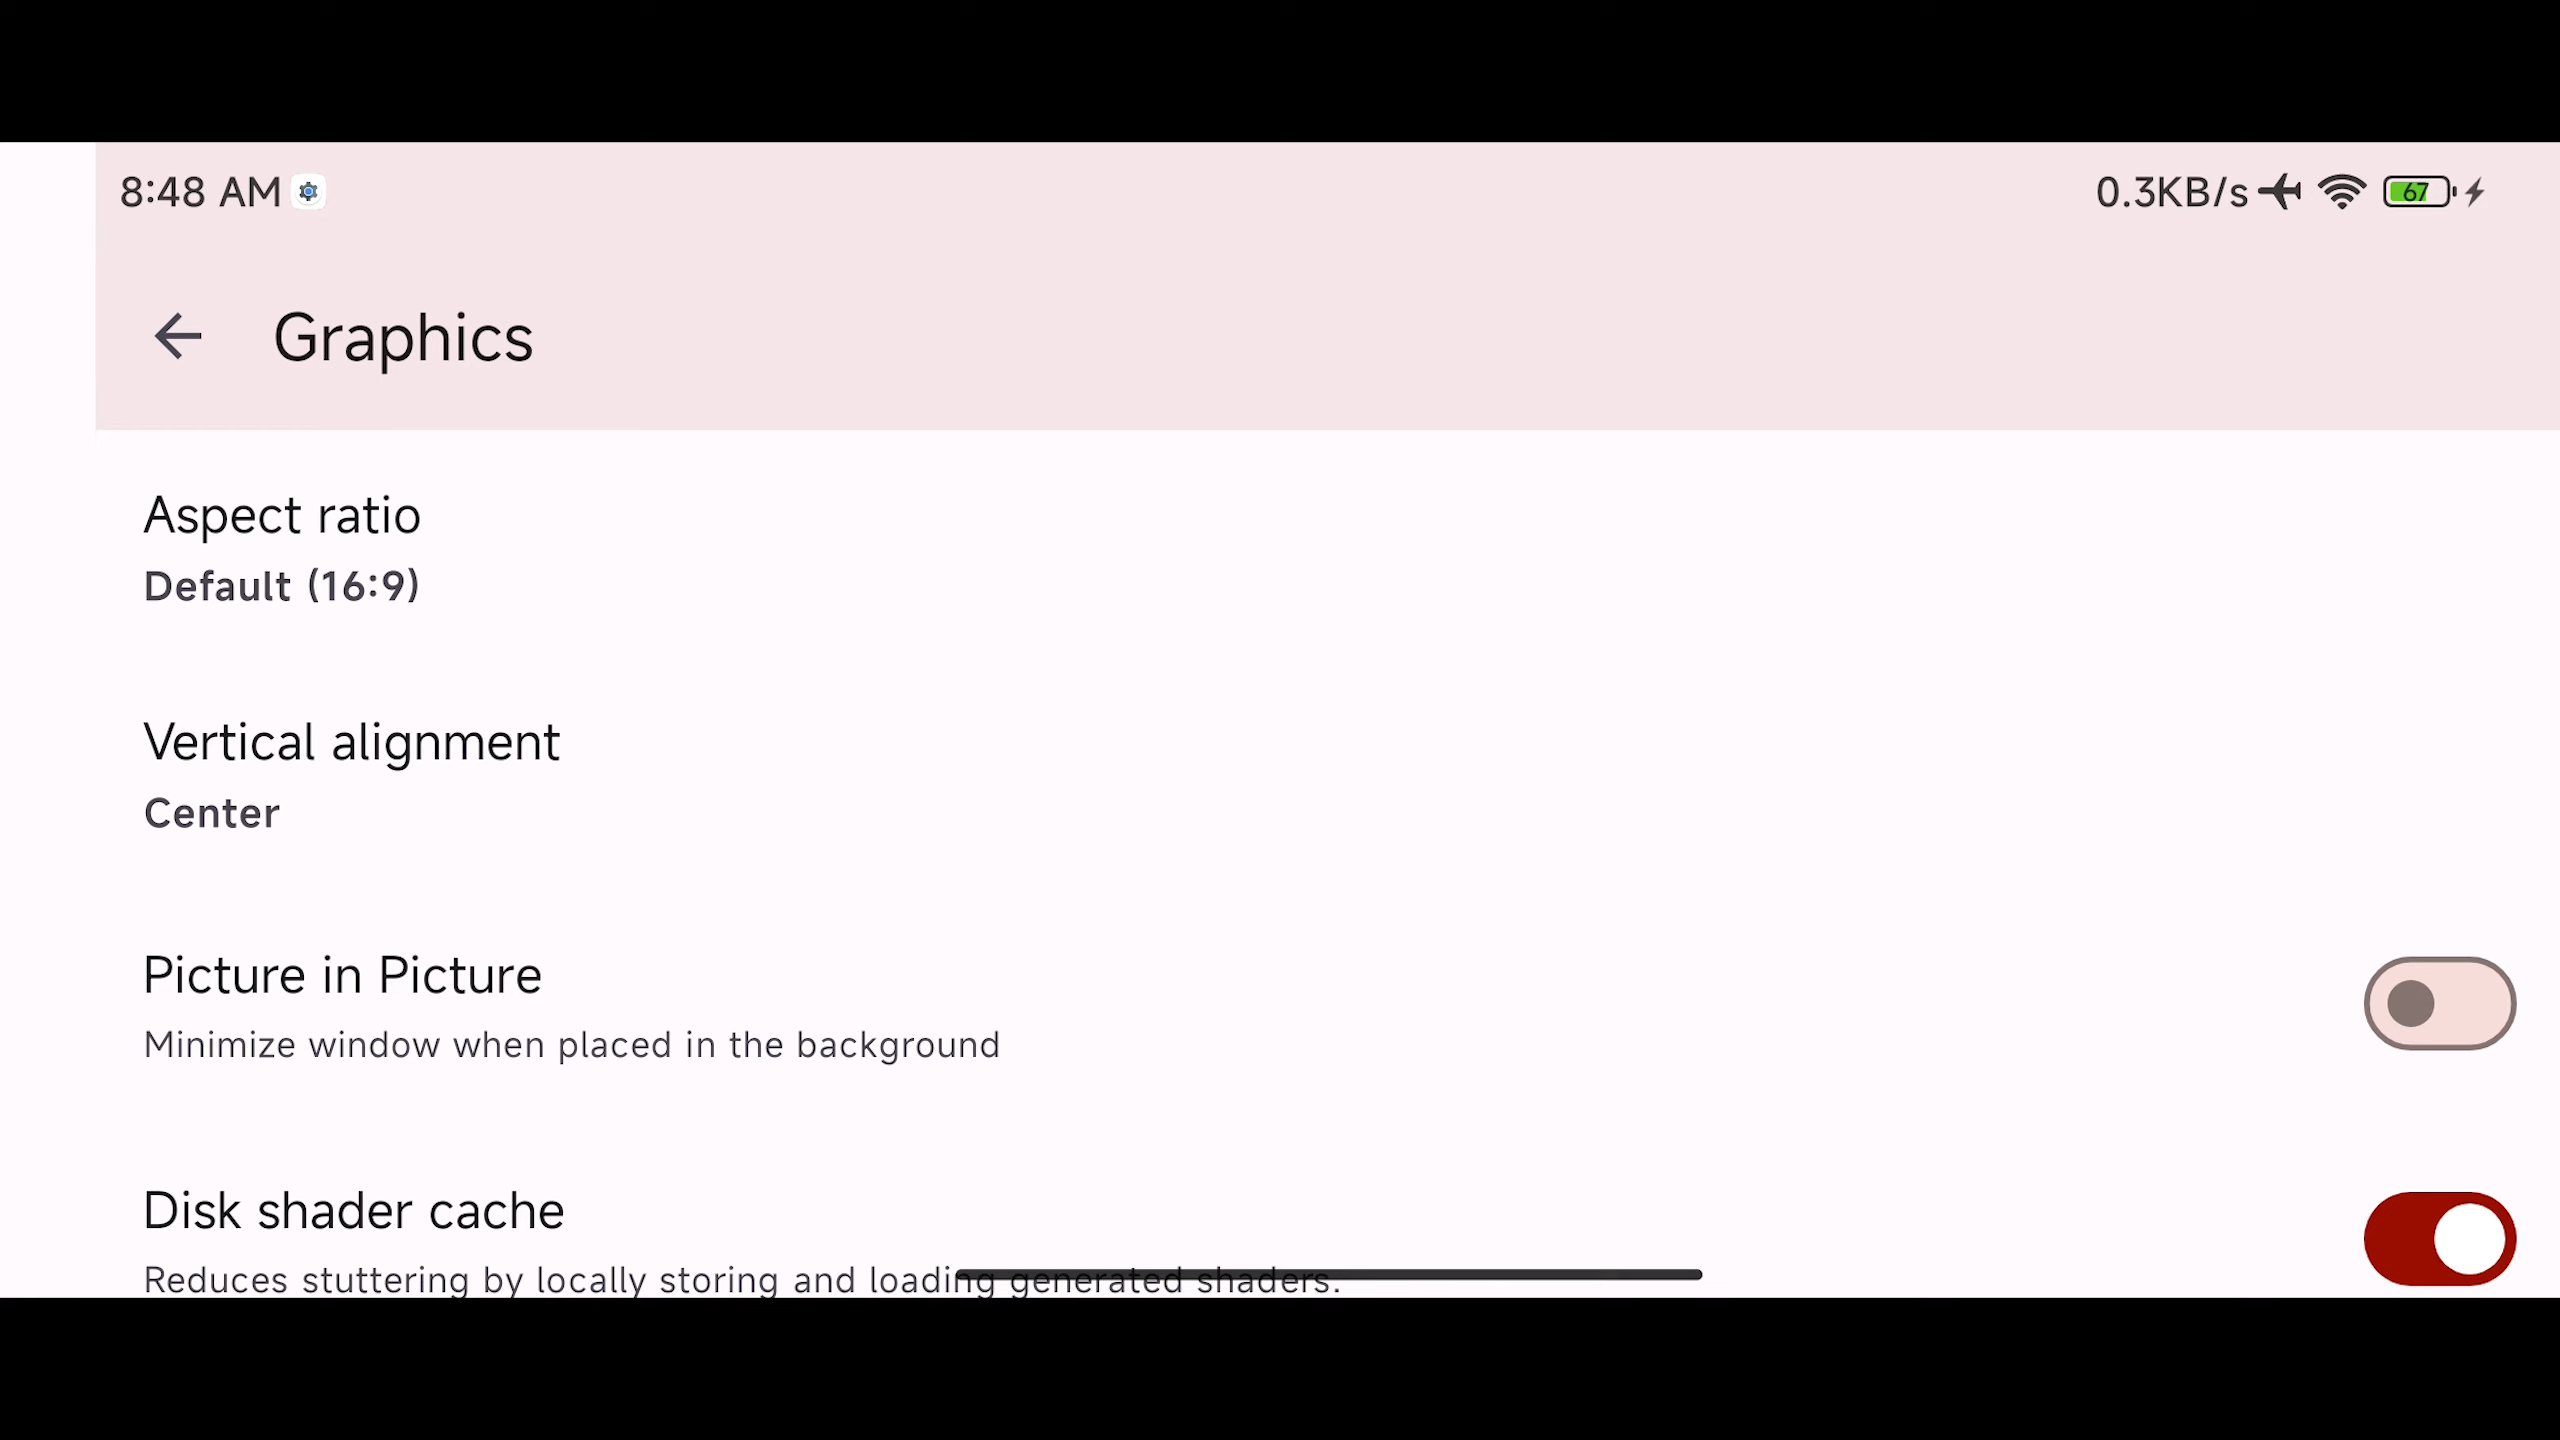 8:48 AM 0.3KB/s 67
Graphics
Aspect ratio
Default (16:9)
Vertical alignment
Center
Picture in Picture
Minimize window when placed in the background
Disk shader cache
Reduces stuttering by locally storing and loading generated shaders.